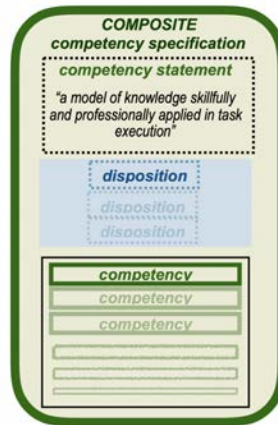 COMPOSITE
competency specification
competency statement
“a model of knowledge skillfully
and professionally applied in task
execution”
disposition
disposition
disposition
competency
competency
competency